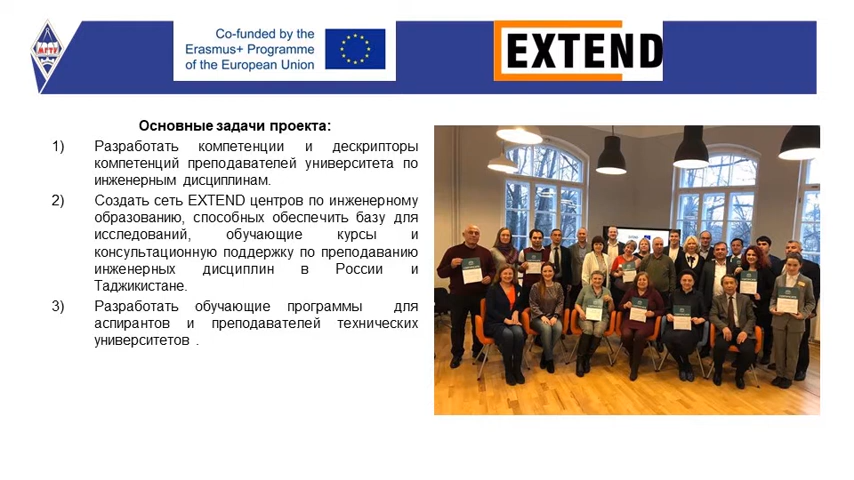 МГТУ
Co-funded by the
Erasmus+ Programme
of the European Union
EXTEND
Основные задачи проекта:
1) Разработать компетенции и дескрипторы
компетенций преподавателей университета по
инженерным дисциплинам.
2) Создать сеть EXTEND центров по инженерному
образованию, способных обеспечить базу для
исследований, обучающие курсы и
консультационную поддержку по преподаванию
инженерных дисциплин в России и
Таджикистане.
3) Разработать обучающие программы для
аспирантов и преподавателей технических
университетов .